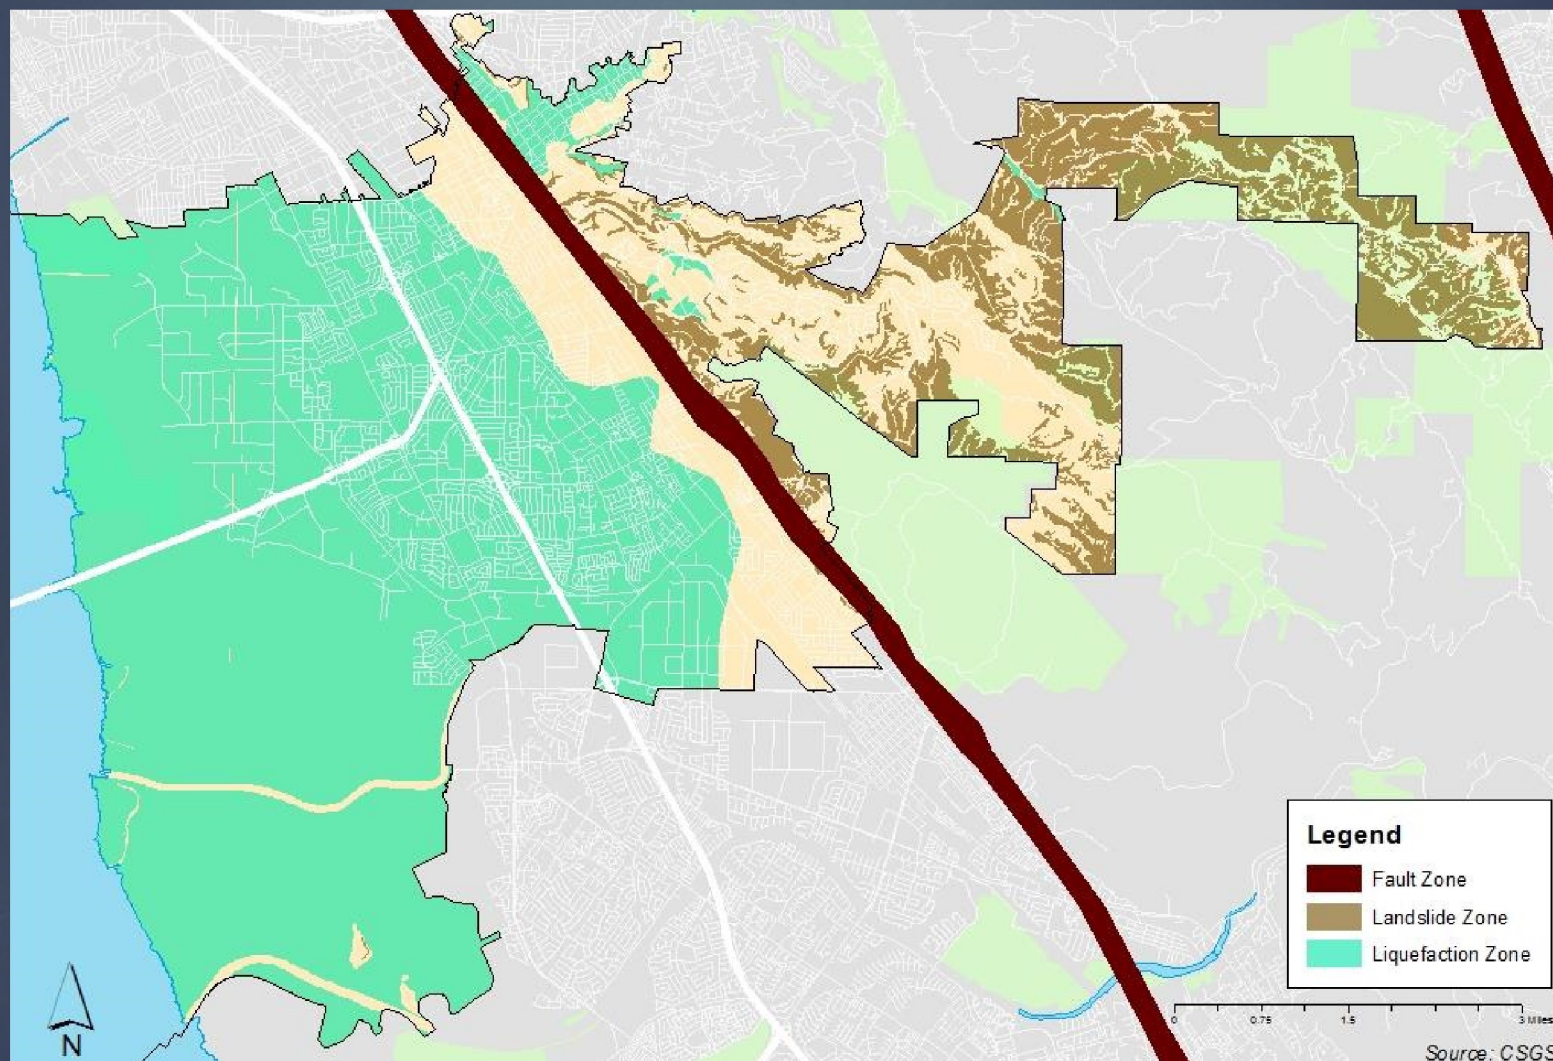 Legend
Fault Zone
Landslide Zone
Liquefaction Zone
N
0 0.75 1.5 3 Miles
Source: CSGS